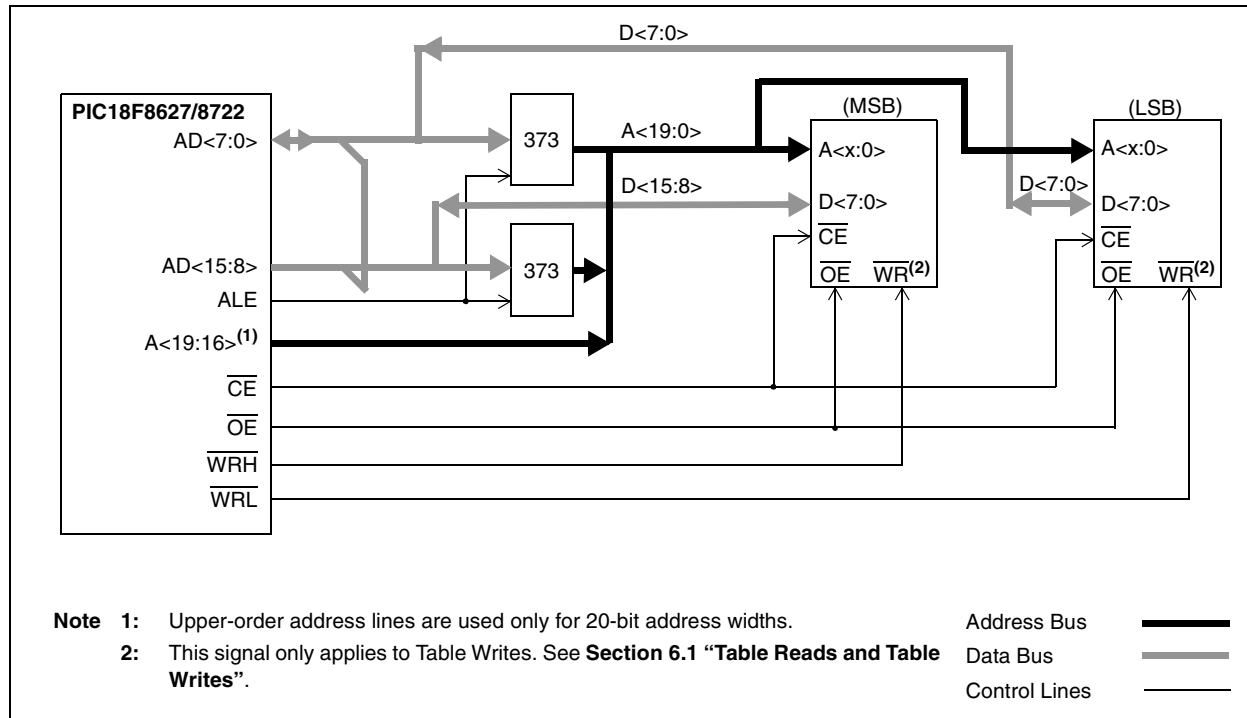 D<7:0>
PIC18F8627/8722
AD<7:0>
373
A<19:0>
(MSB)
A<x:0>
(LSB)
A<x:0>
D<15:8>
D<7:0>
D<7:0>
D<7:0>
CE
CE
AD<15:8>
373
OE
WR(2)
OE
WR(2)
ALE
A<19:16>(1)
CE
OE
WRH
WRL
Note 1: Upper-order address lines are used only for 20-bit address widths.
2: This signal only applies to Table Writes. See Section 6.1 “Table Reads and Table
Writes”.
Address Bus
Data Bus
Control Lines